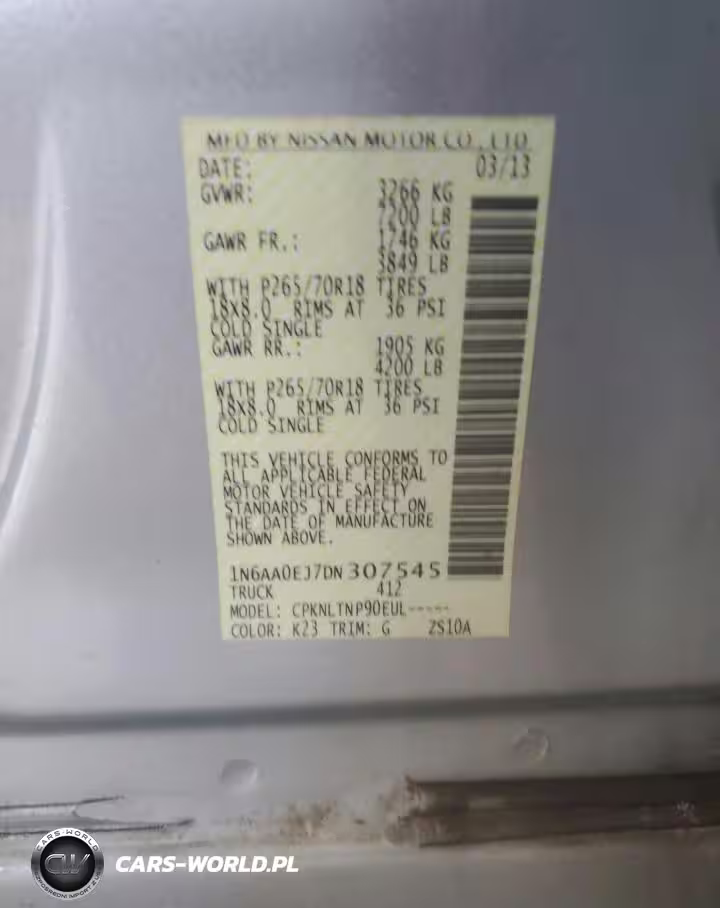 MFD BY NISSAN MOTOR CO., LTD
DATE: 03/13
GVWR: 3266 KG
7200 LB
GAWR FR.: 1746 KG
3849 LB
WITH P265/70R18 TIRES
18X8.0 RIMS AT 36 PSI
COLD SINGLE
GAWR RR.: 1905 KG
4200 LB
WITH P265/70R18 TIRES
18X8.0 RIMS AT 36 PSI
COLD SINGLE
THIS VEHICLE CONFORMS TO
ALL APPLICABLE FEDERAL
MOTOR VEHICLE SAFETY
STANDARDS IN EFFECT ON
THE DATE OF MANUFACTURE
SHOWN ABOVE.
1N6AA0EJ7DN307545
TRUCK 412
MODEL: CPKNLTNP90EUL-----
COLOR: K23 TRIM: G ZS10A
CARS-WORLD
CW
CARS-WORLD.PL